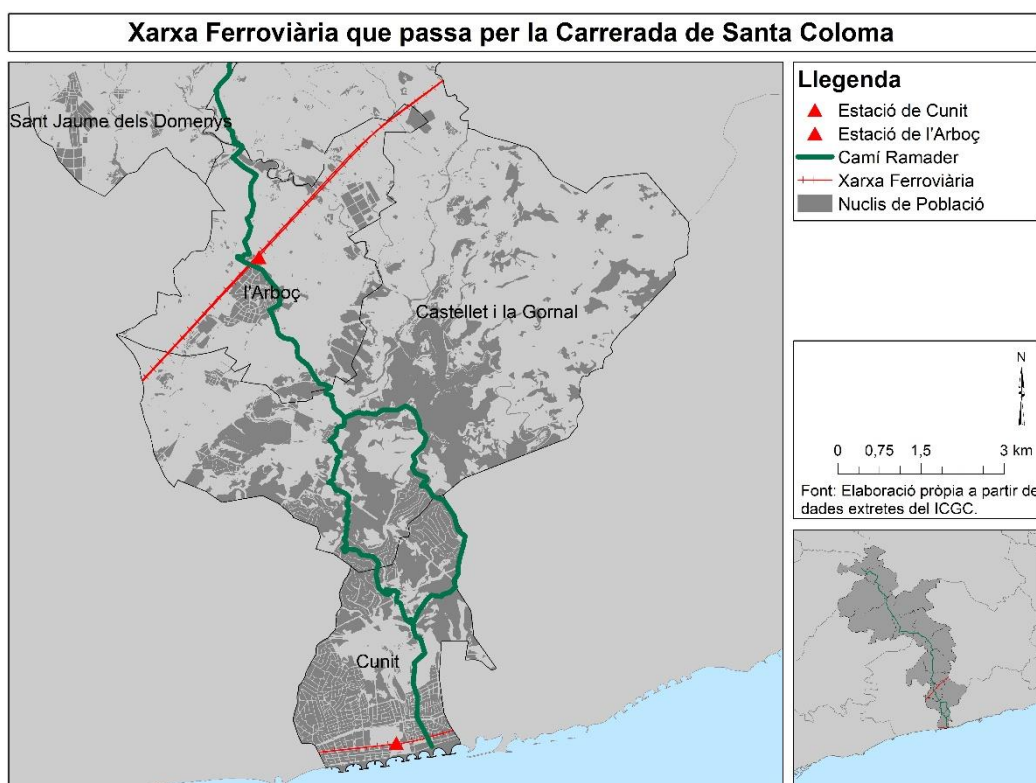 Xarxa Ferroviària que passa per la Carrerada de Santa Coloma
Sant Jaume dels Domenys
l'Arboç
Castellet i la Gornal
Cunit
Llegenda
Estació de Cunit
Estació de l'Arboç
Camí Ramader
Xarxa Ferroviària
Nuclis de Població
N
0 0,75 1,5 3 km
Font: Elaboració pròpia a partir de
dades extretes del ICGC.